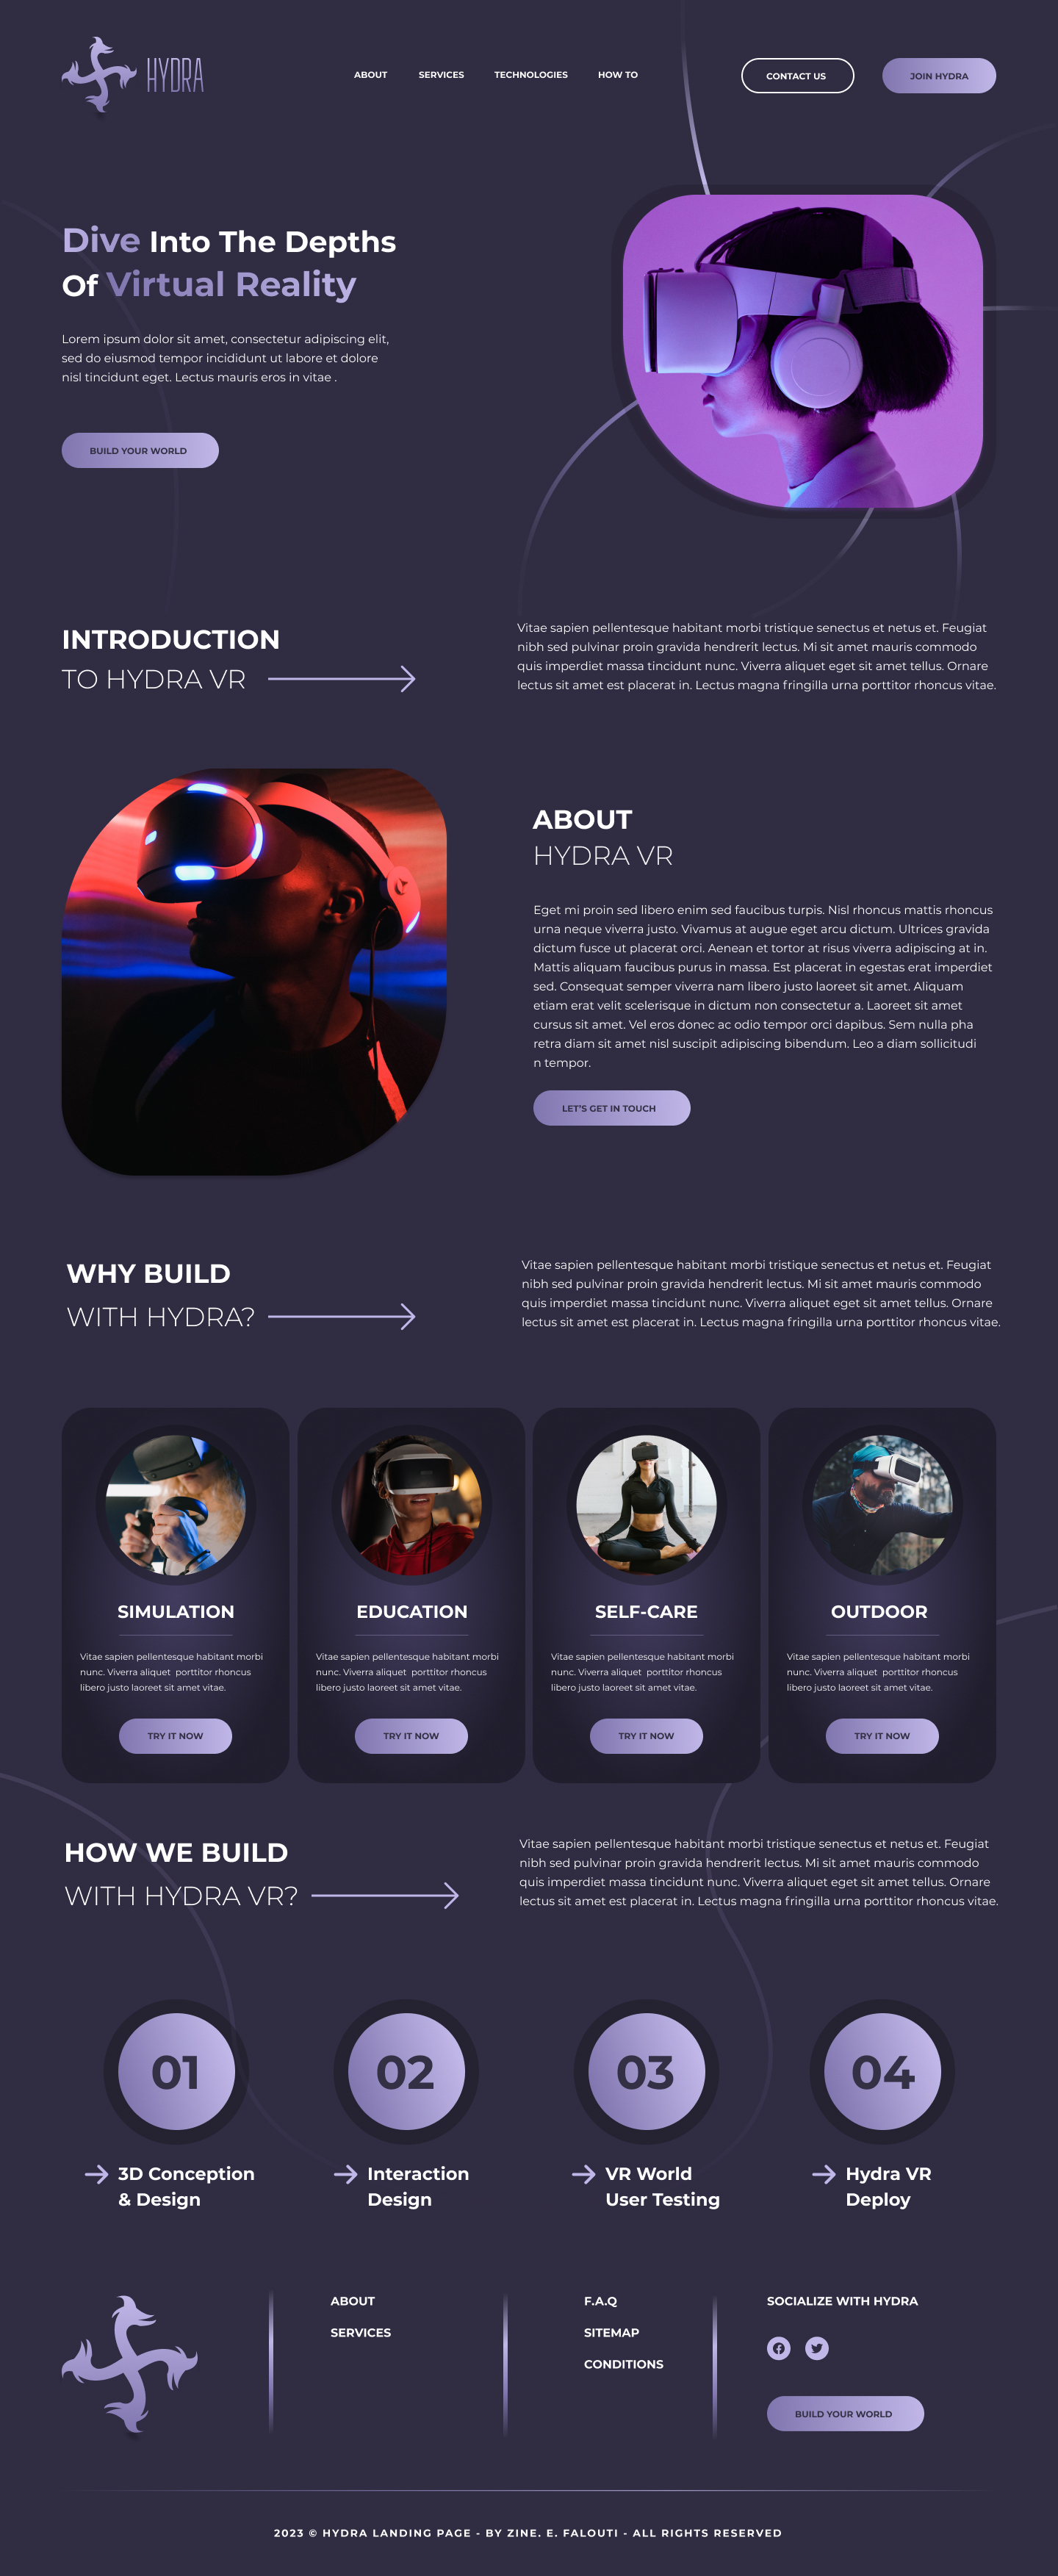 HYDRA
ABOUT
SERVICES
TECHNOLOGIES
HOW TO
CONTACT US
JOIN HYDRA
Dive Into The Depths
Of Virtual Reality
Lorem ipsum dolor sit amet, consectetur adipiscing elit,
sed do eiusmod tempor incididunt ut labore et dolore
nisl tincidunt eget. Lectus mauris eros in vitae .
BUILD YOUR WORLD
INTRODUCTION
TO HYDRA VR
Vitae sapien pellentesque habitant morbi tristique senectus et netus et. Feugiat
nibh sed pulvinar proin gravida hendrerit lectus. Mi sit amet mauris commodo
quis imperdiet massa tincidunt nunc. Viverra aliquet eget sit amet tellus. Ornare
lectus sit amet est placerat in. Lectus magna fringilla urna porttitor rhoncus vitae.
ABOUT
HYDRA VR
Eget mi proin sed libero enim sed faucibus turpis. Nisl rhoncus mattis rhoncus
urna neque viverra justo. Vivamus at augue eget arcu dictum. Ultrices gravida
dictum fusce ut placerat orci. Aenean et tortor at risus viverra adipiscing at in.
Mattis aliquam faucibus purus in massa. Est placerat in egestas erat imperdiet
sed. Consequat semper viverra nam libero justo laoreet sit amet. Aliquam
etiam erat velit scelerisque in dictum non consectetur a. Laoreet sit amet
cursus sit amet. Vel eros donec ac odio tempor orci dapibus. Sem nulla pha
retra diam sit amet nisl suscipit adipiscing bibendum. Leo a diam sollicitudi
n tempor.
LET'S GET IN TOUCH
WHY BUILD
WITH HYDRA?
Vitae sapien pellentesque habitant morbi tristique senectus et netus et. Feugiat
nibh sed pulvinar proin gravida hendrerit lectus. Mi sit amet mauris commodo
quis imperdiet massa tincidunt nunc. Viverra aliquet eget sit amet tellus. Ornare
lectus sit amet est placerat in. Lectus magna fringilla urna porttitor rhoncus vitae.
SIMULATION
Vitae sapien pellentesque habitant morbi
nunc. Viverra aliquet  porttitor rhoncus
libero justo laoreet sit amet vitae.
TRY IT NOW
EDUCATION
Vitae sapien pellentesque habitant morbi
nunc. Viverra aliquet  porttitor rhoncus
libero justo laoreet sit amet vitae.
TRY IT NOW
SELF-CARE
Vitae sapien pellentesque habitant morbi
nunc. Viverra aliquet  porttitor rhoncus
libero justo laoreet sit amet vitae.
TRY IT NOW
OUTDOOR
Vitae sapien pellentesque habitant morbi
nunc. Viverra aliquet  porttitor rhoncus
libero justo laoreet sit amet vitae.
TRY IT NOW
HOW WE BUILD
WITH HYDRA VR?
Vitae sapien pellentesque habitant morbi tristique senectus et netus et. Feugiat
nibh sed pulvinar proin gravida hendrerit lectus. Mi sit amet mauris commodo
quis imperdiet massa tincidunt nunc. Viverra aliquet eget sit amet tellus. Ornare
lectus sit amet est placerat in. Lectus magna fringilla urna porttitor rhoncus vitae.
01
3D Conception
& Design
02
Interaction
Design
03
VR World
User Testing
04
Hydra VR
Deploy
ABOUT
SERVICES
F.A.Q
SITEMAP
CONDITIONS
SOCIALIZE WITH HYDRA
BUILD YOUR WORLD
2023 © HYDRA LANDING PAGE - BY ZINE. E. FALOUTI - ALL RIGHTS RESERVED